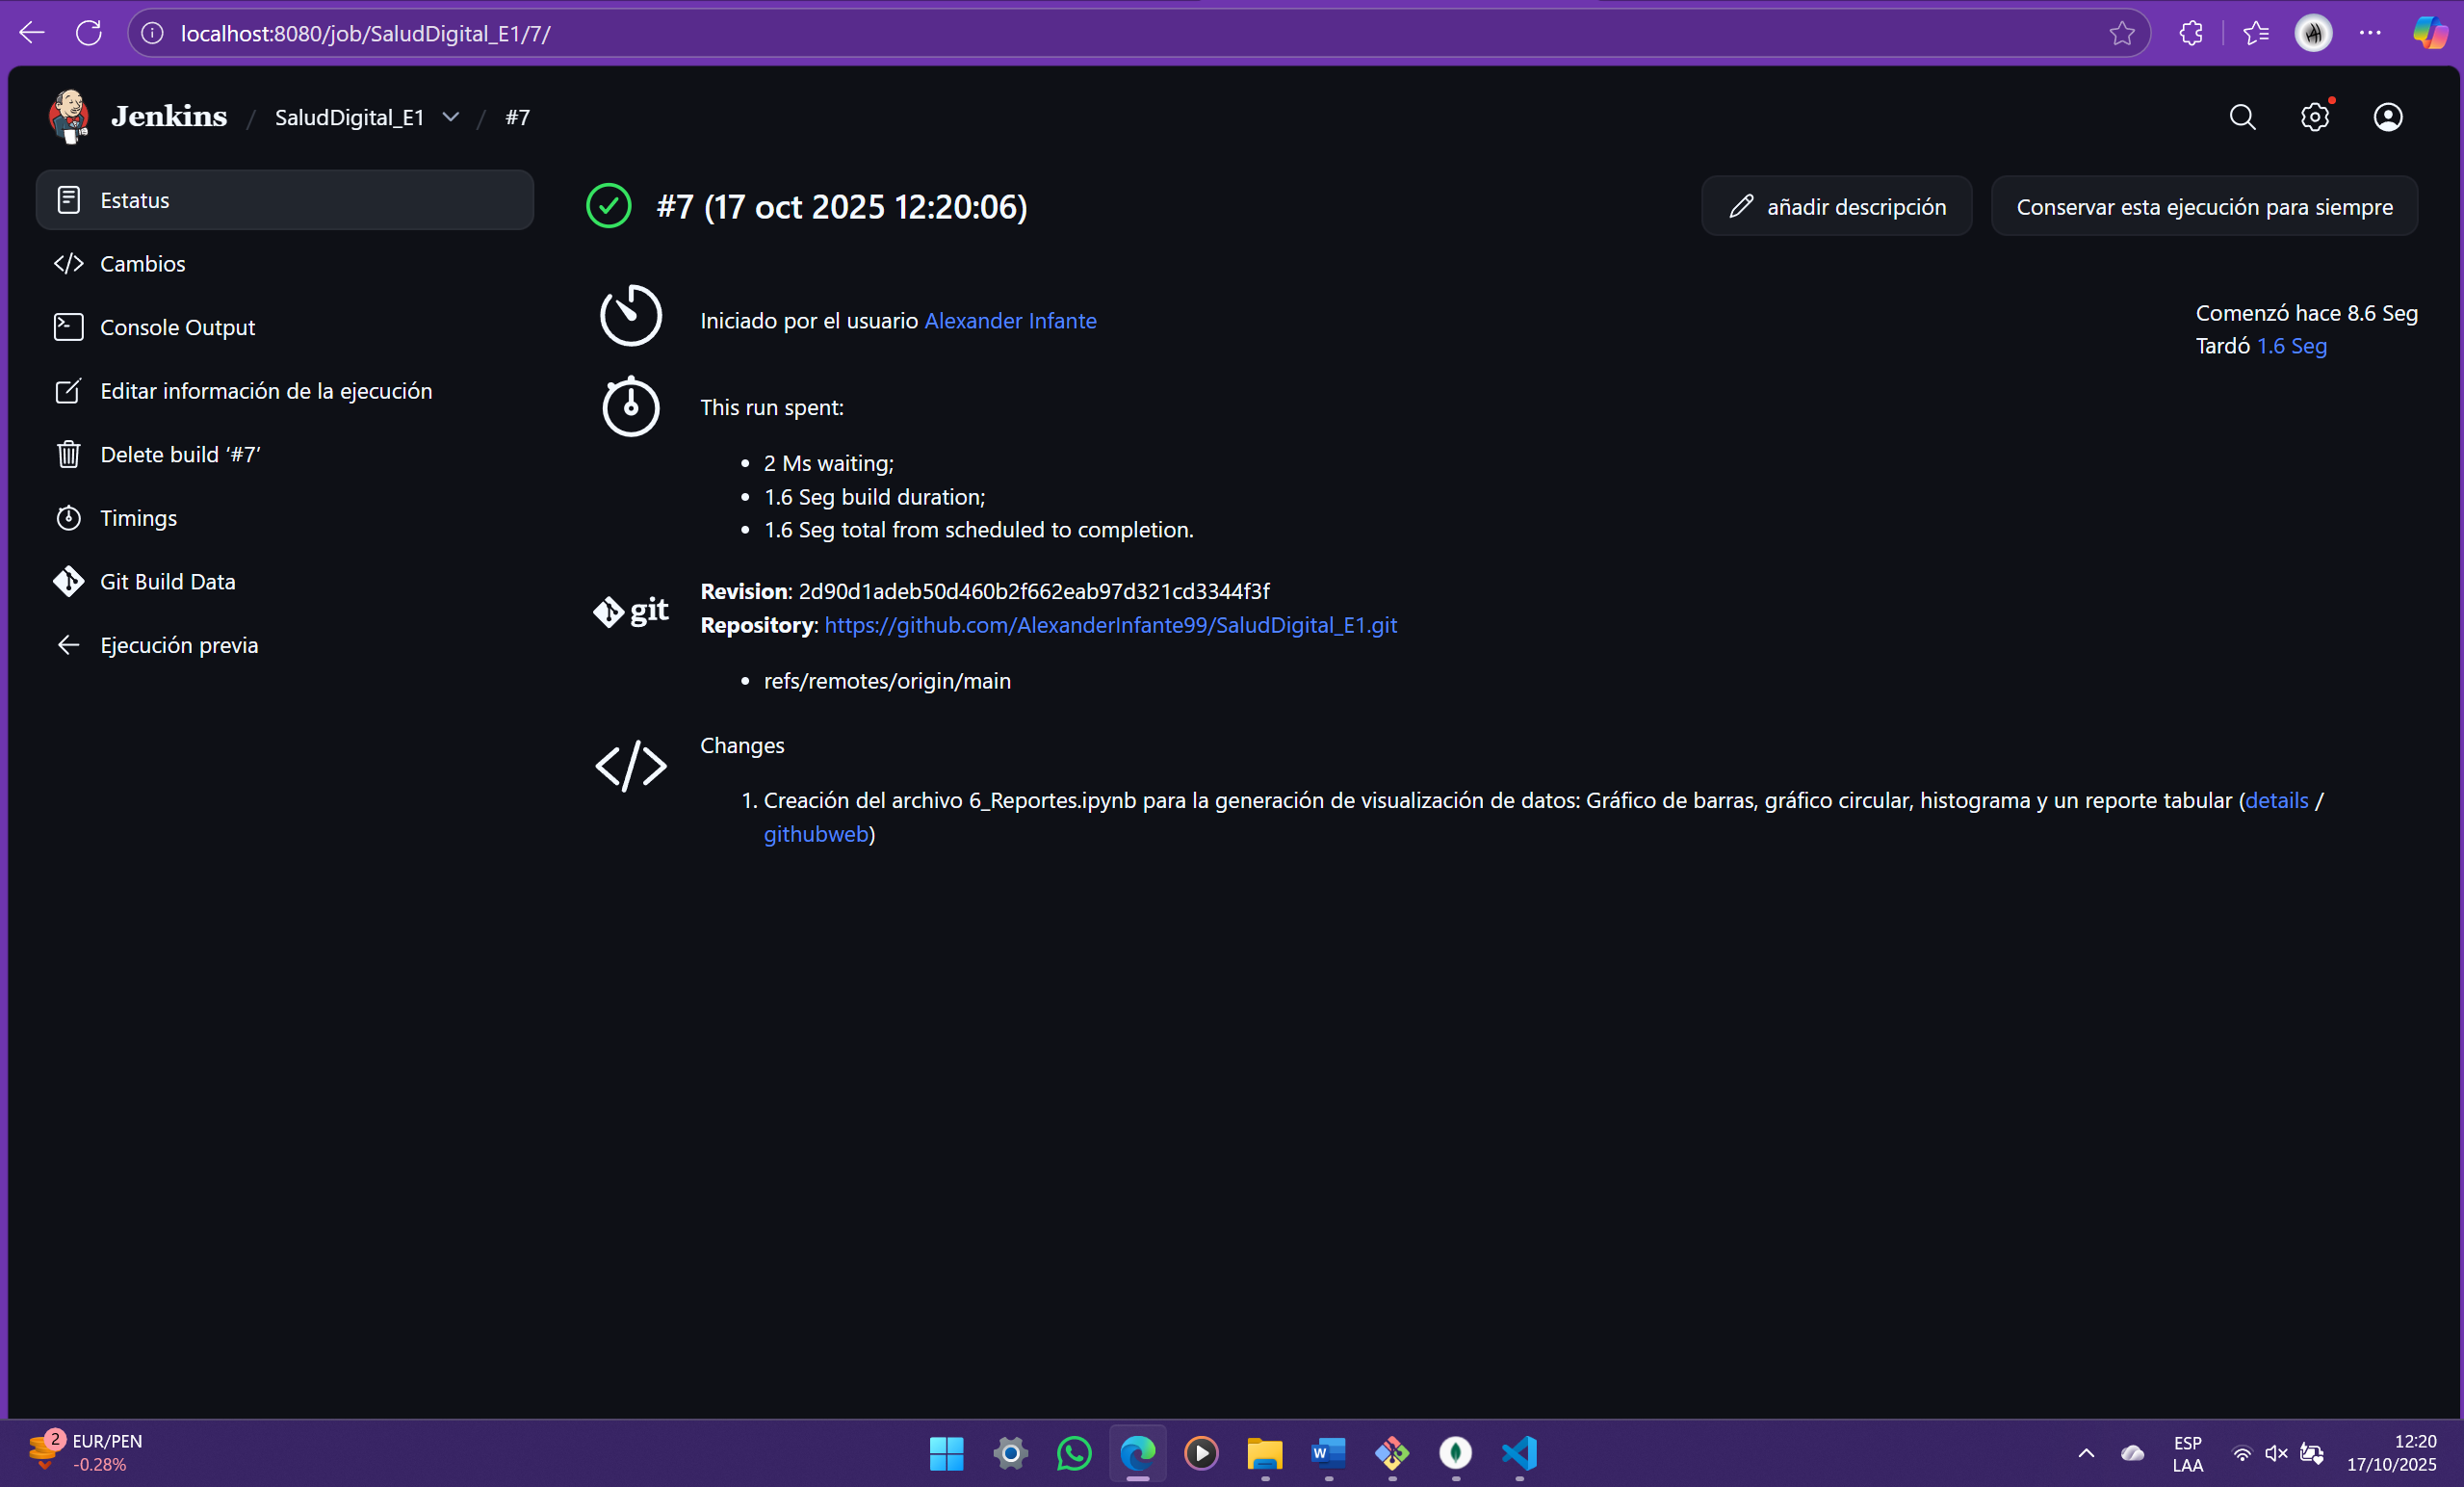 localhost:8080/job/SaludDigital_E1/7/
Jenkins / SaludDigital_E1 / #7
Estatus
Cambios
Console Output
Editar información de la ejecución
Delete build ‘#7’
Timings
Git Build Data
Ejecución previa
#7 (17 oct 2025 12:20:06)
añadir descripción
Conservar esta ejecución para siempre
Iniciado por el usuario Alexander Infante
Comenzó hace 8.6 Seg
Tardó 1.6 Seg
This run spent:
2 Ms waiting;
1.6 Seg build duration;
1.6 Seg total from scheduled to completion.
git
Revision: 2d90d1adeb50d460b2f662eab97d321cd3344f3f
Repository: https://github.com/AlexanderInfante99/SaludDigital_E1.git
refs/remotes/origin/main
Changes
1. Creación del archivo 6_Reportes.ipynb para la generación de visualización de datos: Gráfico de barras, gráfico circular, histograma y un reporte tabular (details /
githubweb)
2
EUR/PEN
-0.28%
W
ESP
LAA
12:20
17/10/2025